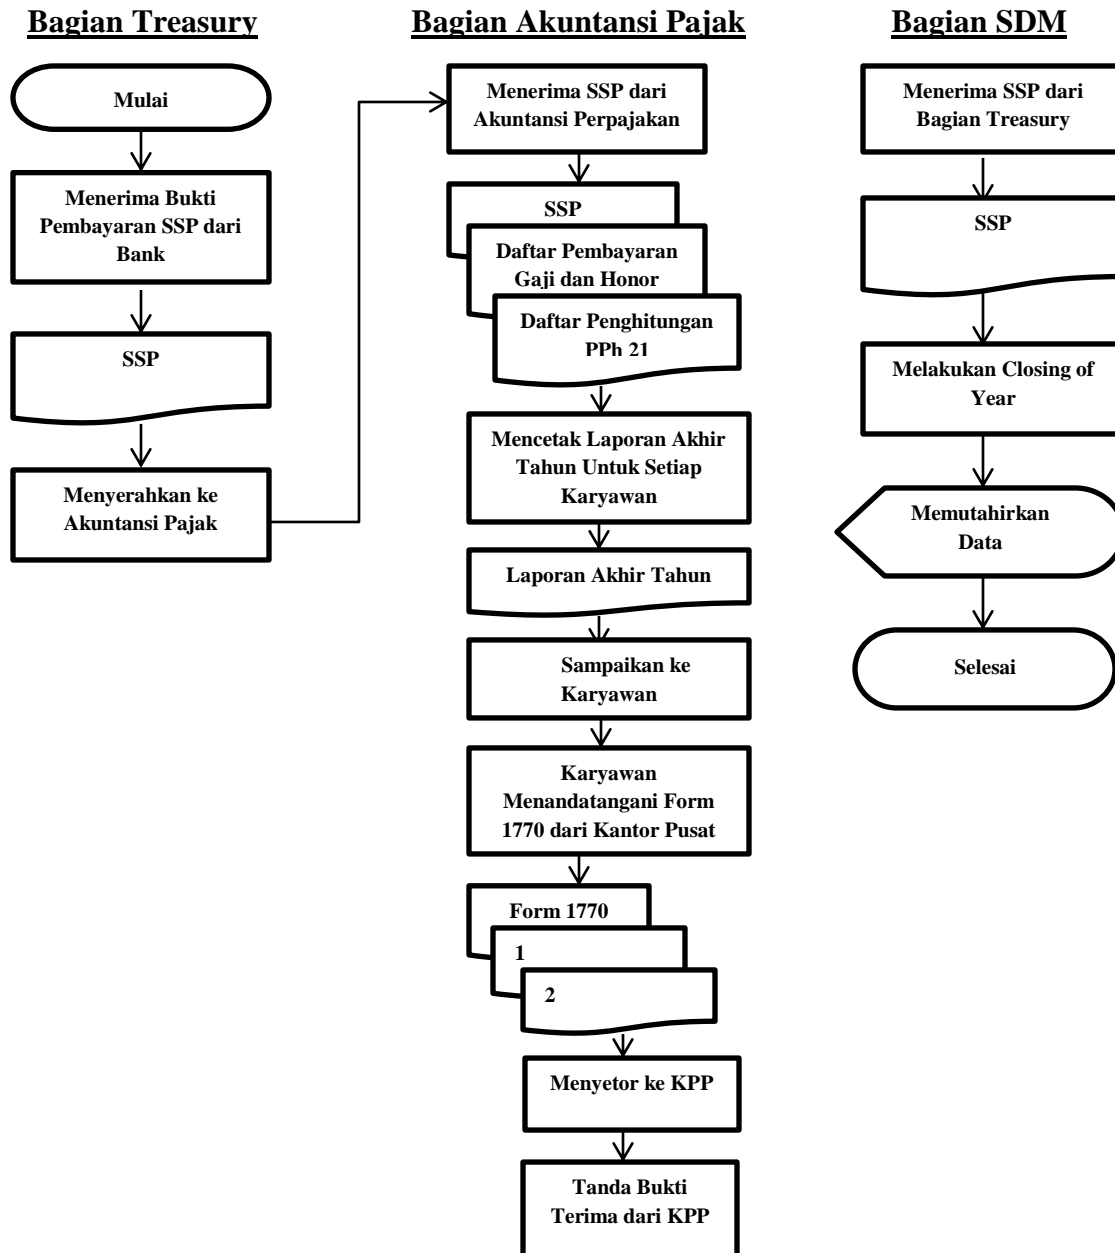 Bagian Treasury
Mulai
Menerima Bukti
Pembayaran SSP dari
Bank
SSP
Menyerahkan ke
Akuntansi Pajak
Bagian Akuntansi Pajak
Menerima SSP dari
Akuntansi Perpajakan
SSP
Daftar Pembayaran
Gaji dan Honor
Daftar Penghitungan
PPh 21
Mencetak Laporan Akhir
Tahun Untuk Setiap
Karyawan
Laporan Akhir Tahun
Sampaikan ke
Karyawan
Karyawan
Menandatangani Form
1770 dari Kantor Pusat
Form 1770
1
2
Menyetor ke KPP
Tanda Bukti
Terima dari KPP
Bagian SDM
Menerima SSP dari
Bagian Treasury
SSP
Melakukan Closing of
Year
Memutahirkan
Data
Selesai